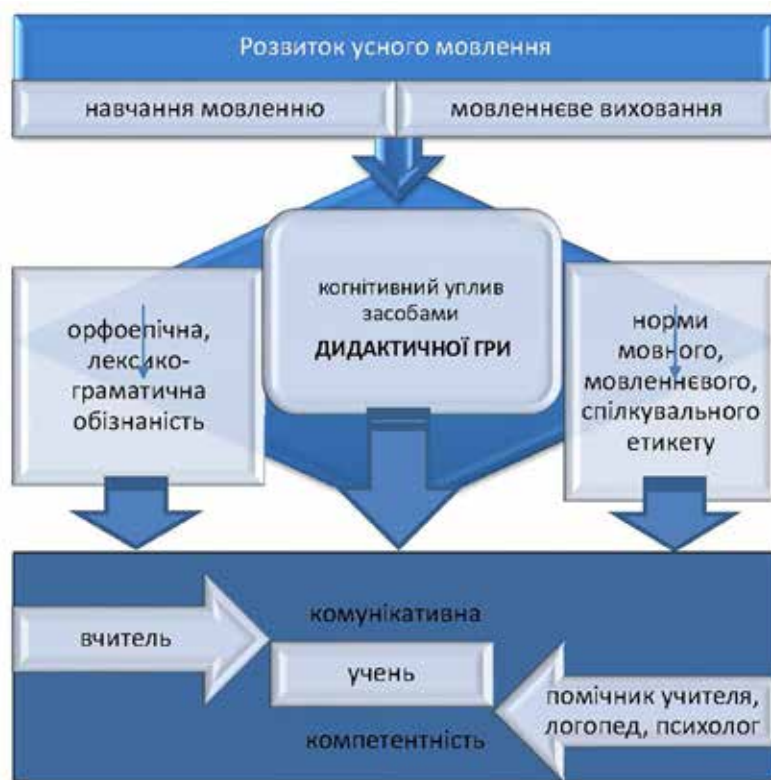 Розвиток усного мовлення
навчання мовленню
мовленнєве виховання
когнітивний уплив
засобами
ДИДАКТИЧНОЇ ГРИ
орфоепічна,
лексико-
граматична
обізнаність
норми
мовного,
мовленнєвого,
спілкувального
етикету
вчитель
комунікативна
учень
компетентність
помічник учителя,
логопед, психолог